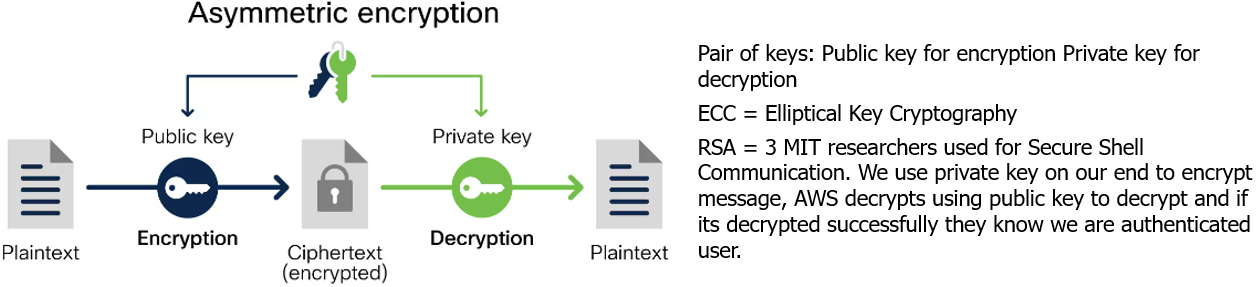 Asymmetric encryption
Public key
Private key
Plaintext
Encryption
Ciphertext
(encrypted)
Decryption
Plaintext
Pair of keys: Public key for encryption Private key for
decryption
ECC = Elliptical Key Cryptography
RSA = 3 MIT researchers used for Secure Shell
Communication. We use private key on our end to encrypt
message, AWS decrypts using public key to decrypt and if
its decrypted successfully they know we are authenticated
user.